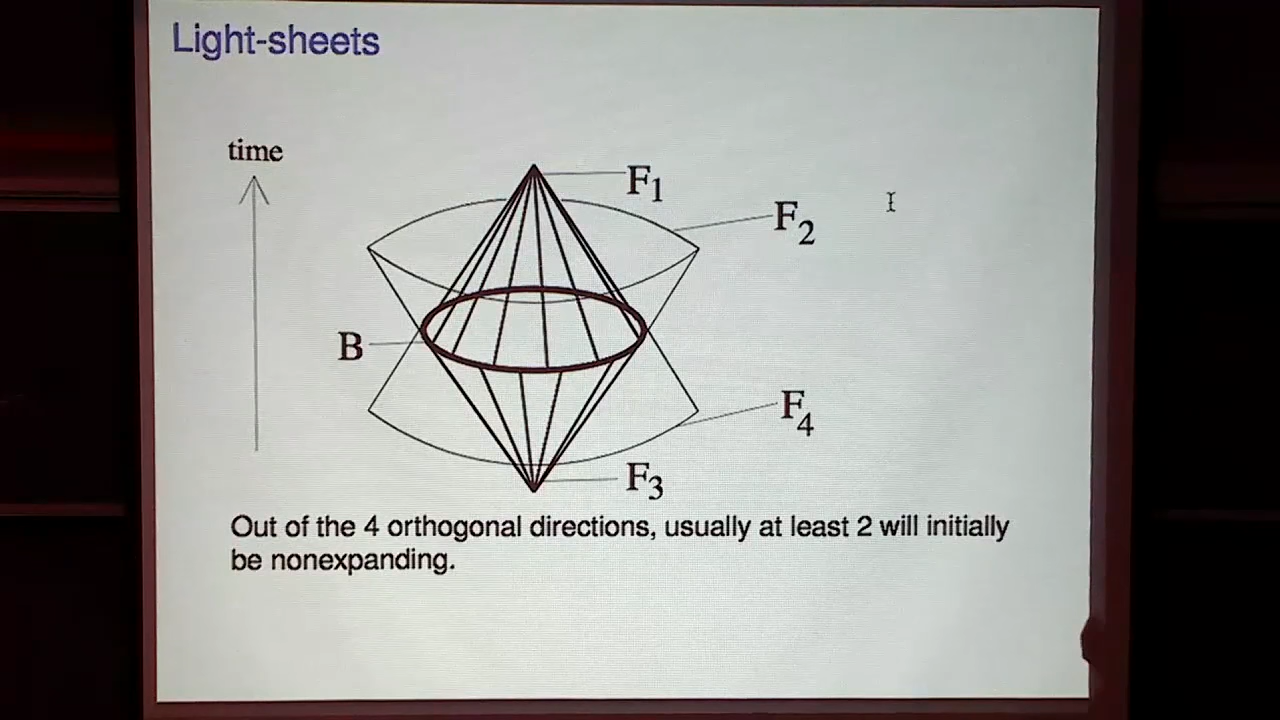 Light-sheets
time
F1
F2
B
F4
F3
Out of the 4 orthogonal directions, usually at least 2 will initially
be nonexpanding.